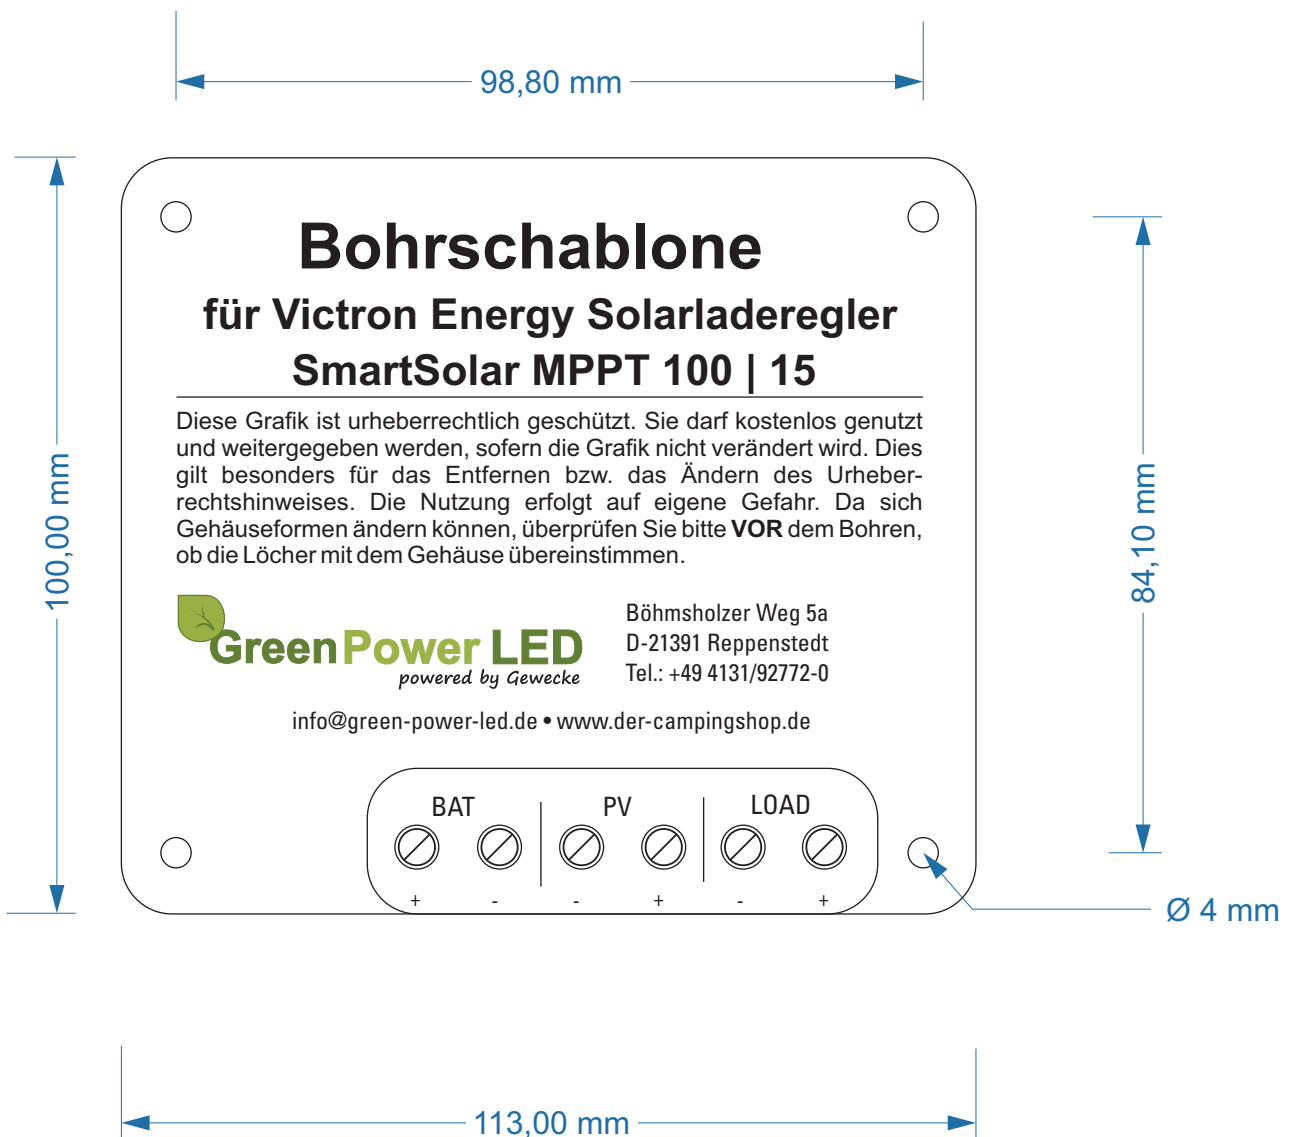 98,80 mm
Bohrschablone
für Victron Energy Solarladeregler
SmartSolar MPPT 100 | 15
Diese Grafik ist urheberrechtlich geschützt. Sie darf kostenlos genutzt
und weitergegeben werden, sofern die Grafik nicht verändert wird. Dies
gilt besonders für das Entfernen bzw. das Ändern des Urheber-
rechtshinweises. Die Nutzung erfolgt auf eigene Gefahr. Da sich
Gehäuseformen ändern können, überprüfen Sie bitte VOR dem Bohren,
ob die Löcher mit dem Gehäuse übereinstimmen.
100,00 mm
84,10 mm
GreenPower LED
powered by Gewecke
Böhmsholzer Weg 5a
D-21391 Reppenstedt
Tel.: +49 4131/92772-0
info@green-power-led.de • www.der-campingshop.de
BAT PV LOAD
+ - - + - +
Ø 4 mm
113,00 mm